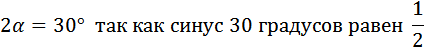 2α = 30° так как синус 30 градусов равен 1/2